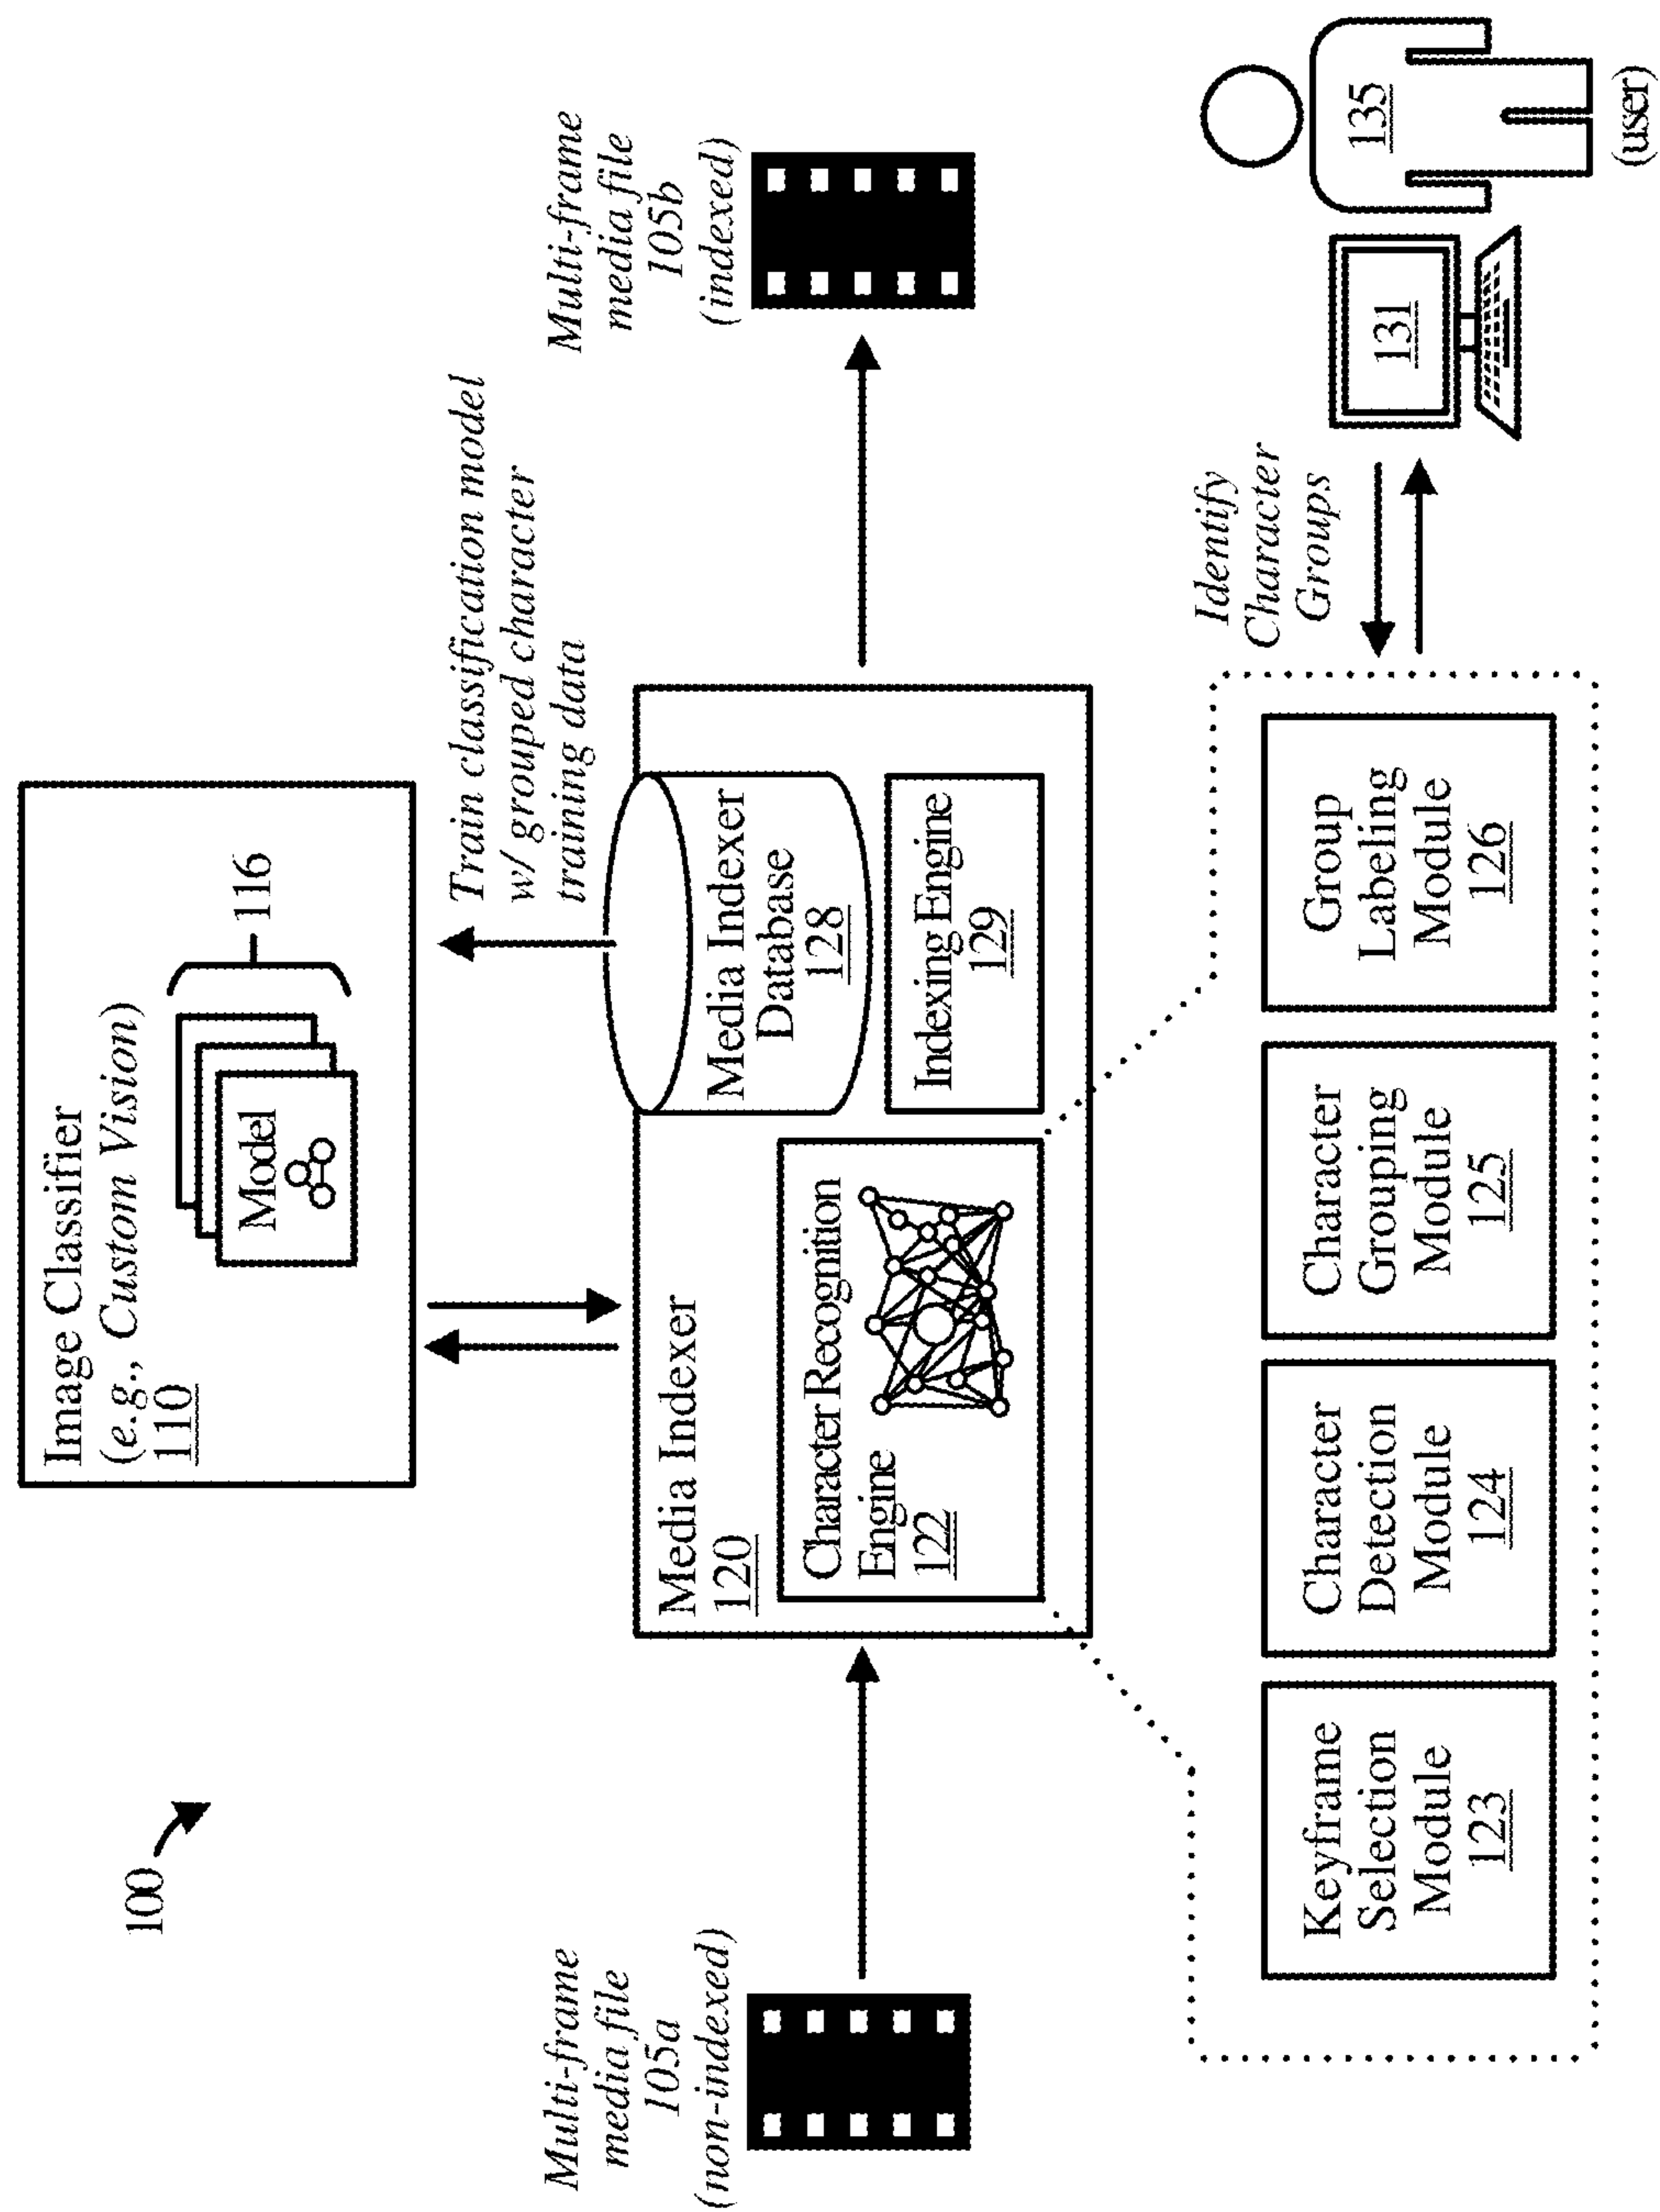 100
Image Classifier
(e.g., Custom Vision)
110
Model
116
Train classification model
w/ grouped character
training data
Multi-frame
media file
105a
(non-indexed)
Media Indexer
120
Character Recognition
Engine
122
Media Indexer
Database
128
Indexing Engine
129
Multi-frame
media file
105b
(indexed)
Identify
Character
Groups
Keyframe
Selection
Module
123
Character
Detection
Module
124
Character
Grouping
Module
125
Group
Labeling
Module
126
131
135
(user)